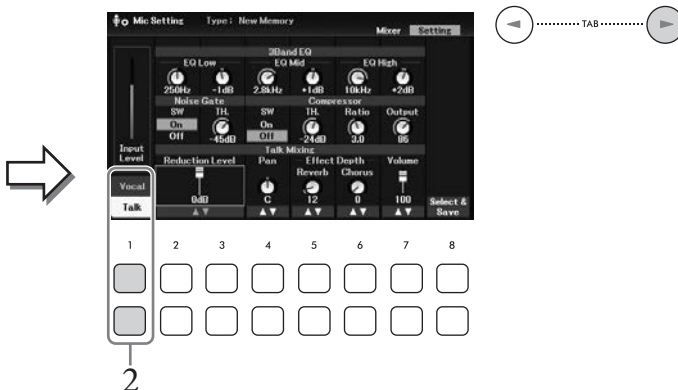 Mic Setting Type : New Memory
Mixer Setting
TAB
3Band EQ
EQ Low EQ Mid EQ High
250Hz -1dB 2.8kHz +1dB 10kHz +2dB
Noise Gate Compressor
SW TH. SW TH. Ratio Output
On On
Off -45dB Off -24dB 3.0 86
Input
Level
Talk Mixing
Reduction Level Pan Effect Depth Volume
Reverb Chorus
Vocal
0dB C 12 0 100
Talk
Select &
Save
1 2 3 4 5 6 7 8
2